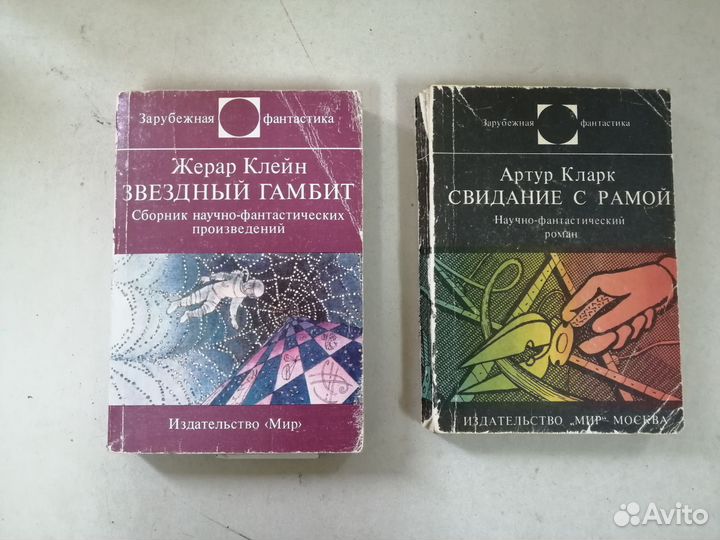 Зарубежная фантастика
Жерар Клейн
ЗВЕЗДНЫЙ ГАМБИТ
Сборник научно-фантастических
произведений
Издательство ‹Мир›
Зарубежная фантастика
Артур Кларк
СВИДАНИЕ С РАМОЙ
Научно-фантастический
роман
ИЗДАТЕЛЬСТВО „МИР" МОСКВА
Avito